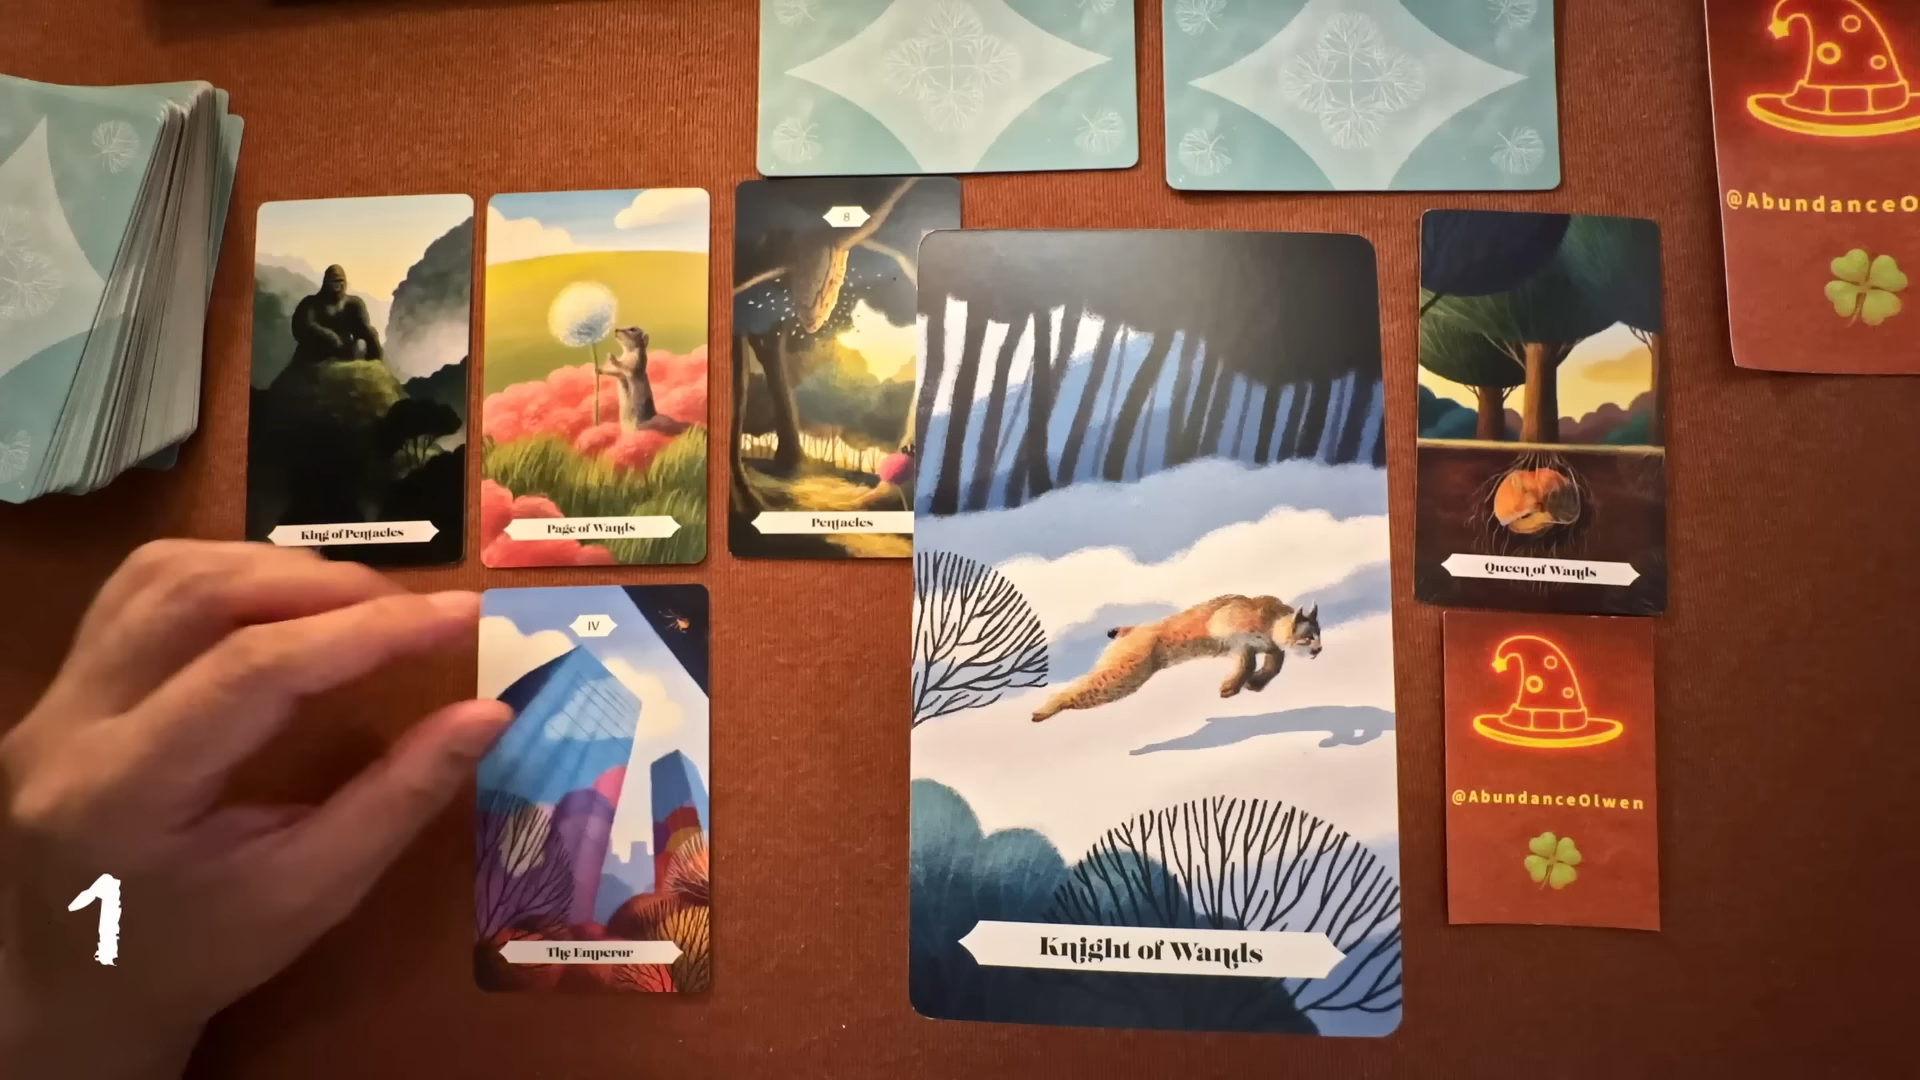 @AbundanceO
8
King of Pentacles
Page of Wands
Pentacles
Queen of Wands
IV
The Emperor
Knight of Wands
@AbundanceOlwen
1